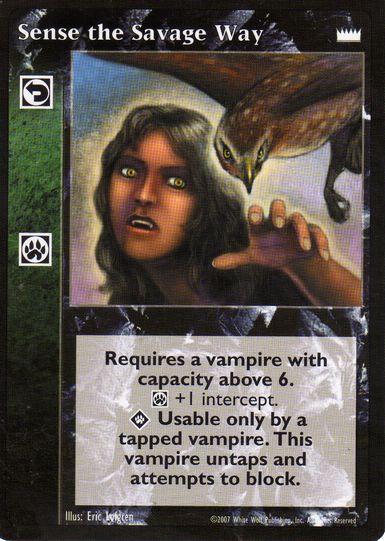 Sense the Savage Way
Requires a vampire with
capacity above 6.
+1 intercept.
Usable only by a
tapped vampire. This
vampire untaps and
attempts to block.
Illus: Eric Lofgren
©2007 White Wolf Publishing, Inc. All Rights Reserved